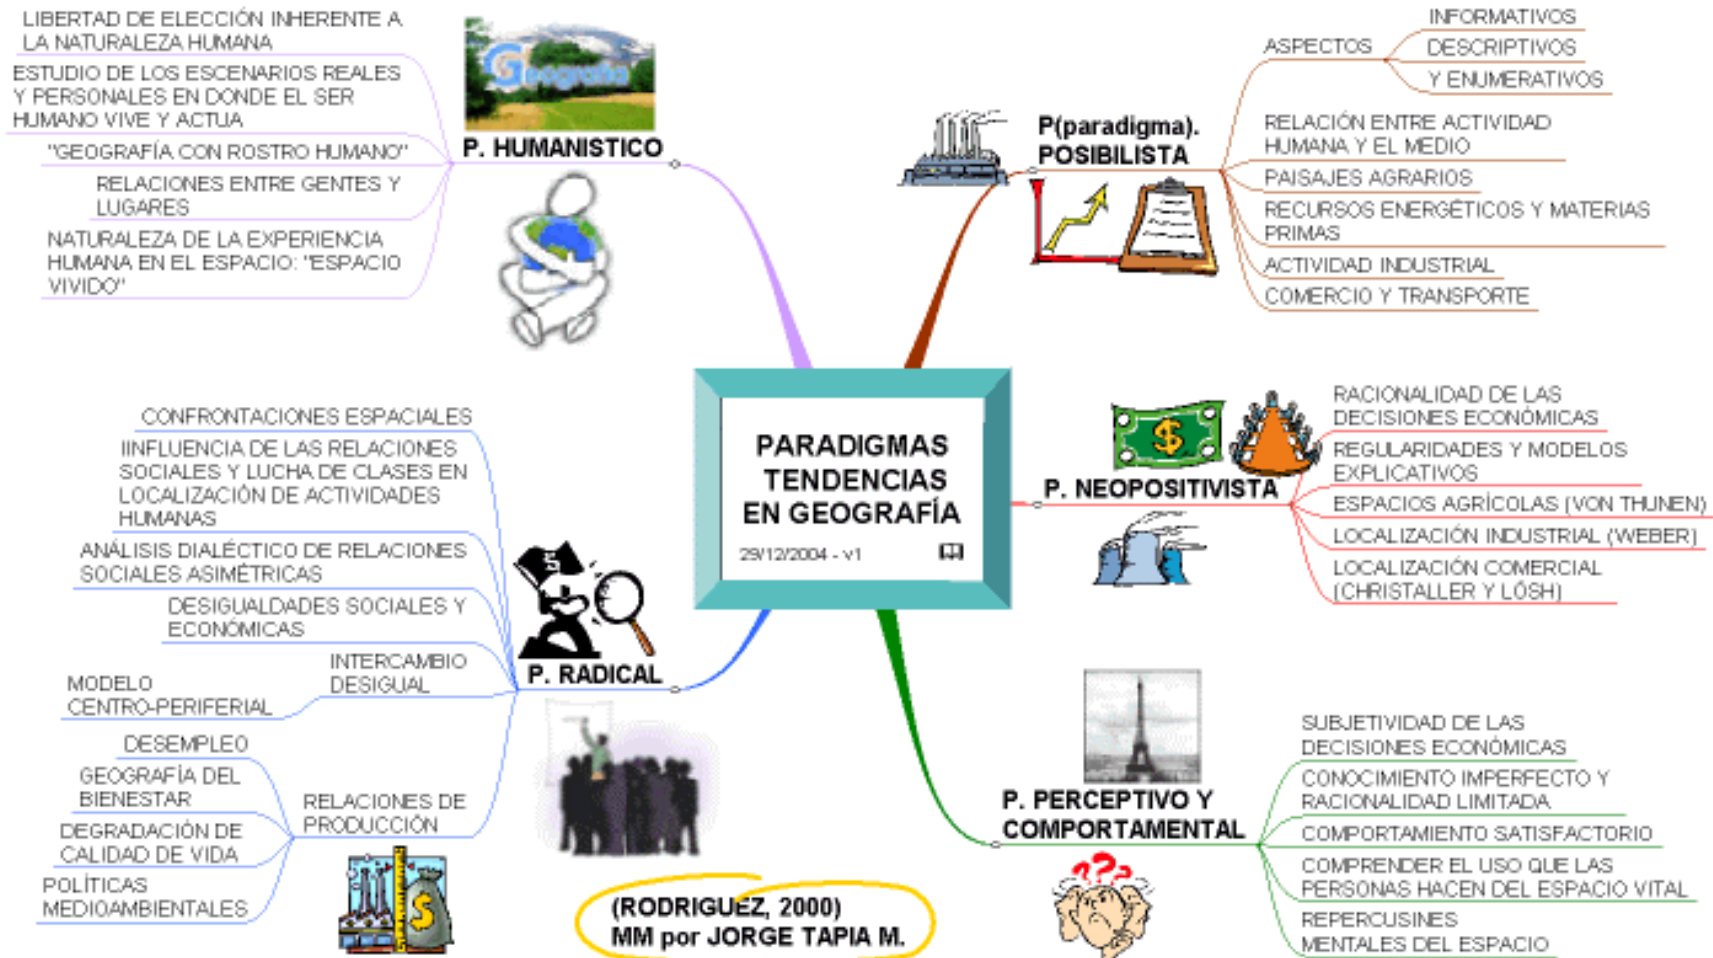 LIBERTAD DE ELECCIÓN INHERENTE A
LA NATURALEZA HUMANA
ESTUDIO DE LOS ESCENARIOS REALES
Y PERSONALES EN DONDE EL SER
HUMANO VIVE Y ACTUA
"GEOGRAFÍA CON ROSTRO HUMANO"
RELACIONES ENTRE GENTES Y
LUGARES
NATURALEZA DE LA EXPERIENCIA
HUMANA EN EL ESPACIO: "ESPACIO
VIVIDO"
Geografía
P. HUMANISTICO
P(paradigma).
POSIBILISTA
ASPECTOS
INFORMATIVOS
DESCRIPTIVOS
Y ENUMERATIVOS
RELACIÓN ENTRE ACTIVIDAD
HUMANA Y EL MEDIO
PAISAJES AGRARIOS
RECURSOS ENERGÉTICOS Y MATERIAS
PRIMAS
ACTIVIDAD INDUSTRIAL
COMERCIO Y TRANSPORTE
PARADIGMAS
TENDENCIAS
EN GEOGRAFÍA
29/12/2004 - v1
$
P. NEOPOSITIVISTA
RACIONALIDAD DE LAS
DECISIONES ECONÓMICAS
REGULARIDADES Y MODELOS
EXPLICATIVOS
ESPACIOS AGRÍCOLAS (VON THUNEN)
LOCALIZACIÓN INDUSTRIAL (WEBER)
LOCALIZACIÓN COMERCIAL
(CHRISTALLER Y LÓSH)
CONFRONTACIONES ESPACIALES
IINFLUENCIA DE LAS RELACIONES
SOCIALES Y LUCHA DE CLASES EN
LOCALIZACIÓN DE ACTIVIDADES
HUMANAS
ANÁLISIS DIALÉCTICO DE RELACIONES
SOCIALES ASIMÉTRICAS
DESIGUALDADES SOCIALES Y
ECONÓMICAS
INTERCAMBIO
DESIGUAL
MODELO
CENTRO-PERIFERIAL
RELACIONES DE
PRODUCCIÓN
DESEMPLEO
GEOGRAFÍA DEL
BIENESTAR
DEGRADACIÓN DE
CALIDAD DE VIDA
POLÍTICAS
MEDIOAMBIENTALES
$
$
P. RADICAL
P. PERCEPTIVO Y
COMPORTAMENTAL
???
SUBJETIVIDAD DE LAS
DECISIONES ECONÓMICAS
CONOCIMIENTO IMPERFECTO Y
RACIONALIDAD LIMITADA
COMPORTAMIENTO SATISFACTORIO
COMPRENDER EL USO QUE LAS
PERSONAS HACEN DEL ESPACIO VITAL
REPERCUSINES
MENTALES DEL ESPACIO
(RODRIGUEZ, 2000)
MM por JORGE TAPIA M.